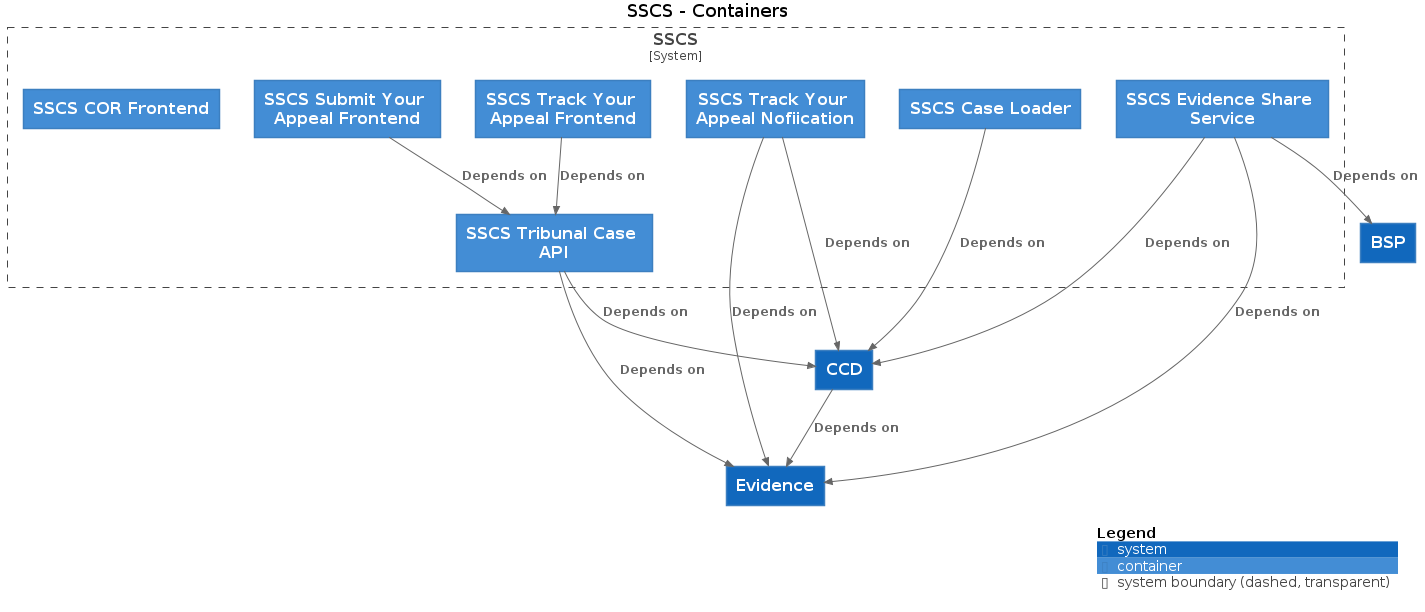 SSCS - Containers
SSCS
[System]
SSCS COR Frontend
SSCS Submit Your
Appeal Frontend
SSCS Track Your
Appeal Frontend
SSCS Track Your
Appeal Nofiication
SSCS Case Loader
SSCS Evidence Share
Service
Depends on
Depends on
Depends on
SSCS Tribunal Case
API
Depends on
Depends on
Depends on
BSP
Depends on
Depends on
Depends on
CCD
Depends on
Depends on
Evidence
Legend
system
container
system boundary (dashed, transparent)